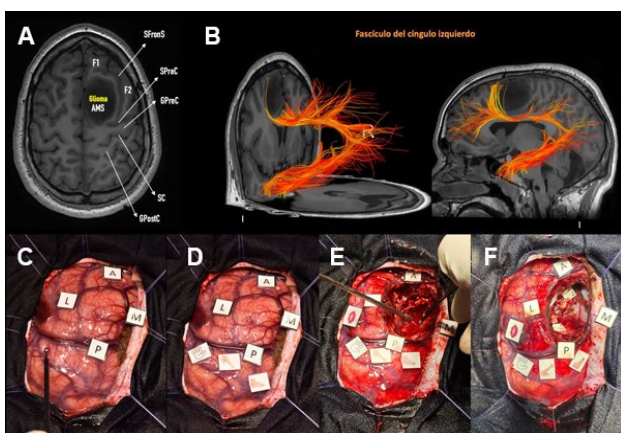 A
SFronS
F1
SPreC
F2
GPreC
Glioma
AMS
SC
GPostC
B
Fascículo del cíngulo izquierdo
I
I
C
A
L
M
P
D
A
L
M
P
E
A
M
P
F
A
L
M
P